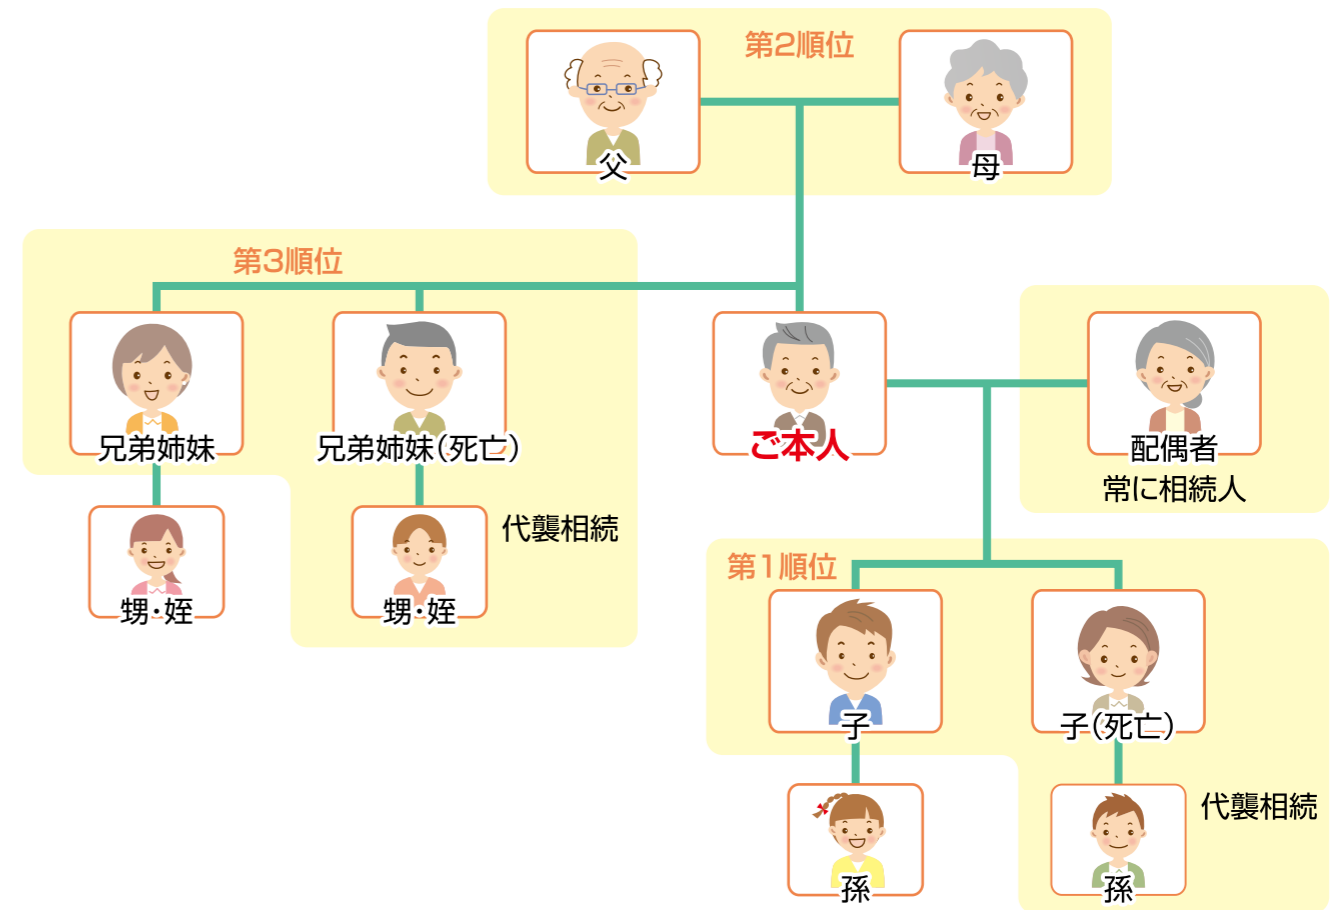 第2順位
父
母
第3順位
兄弟姉妹
兄弟姉妹(死亡)
ご本人
配偶者
常に相続人
甥・姪
甥・姪
代襲相続
第1順位
子
子(死亡)
孫
孫
代襲相続